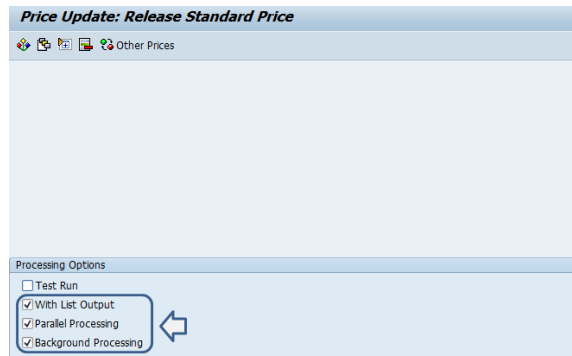 Price Update: Release Standard Price
Other Prices
Processing Options
Test Run
With List Output
Parallel Processing
Background Processing